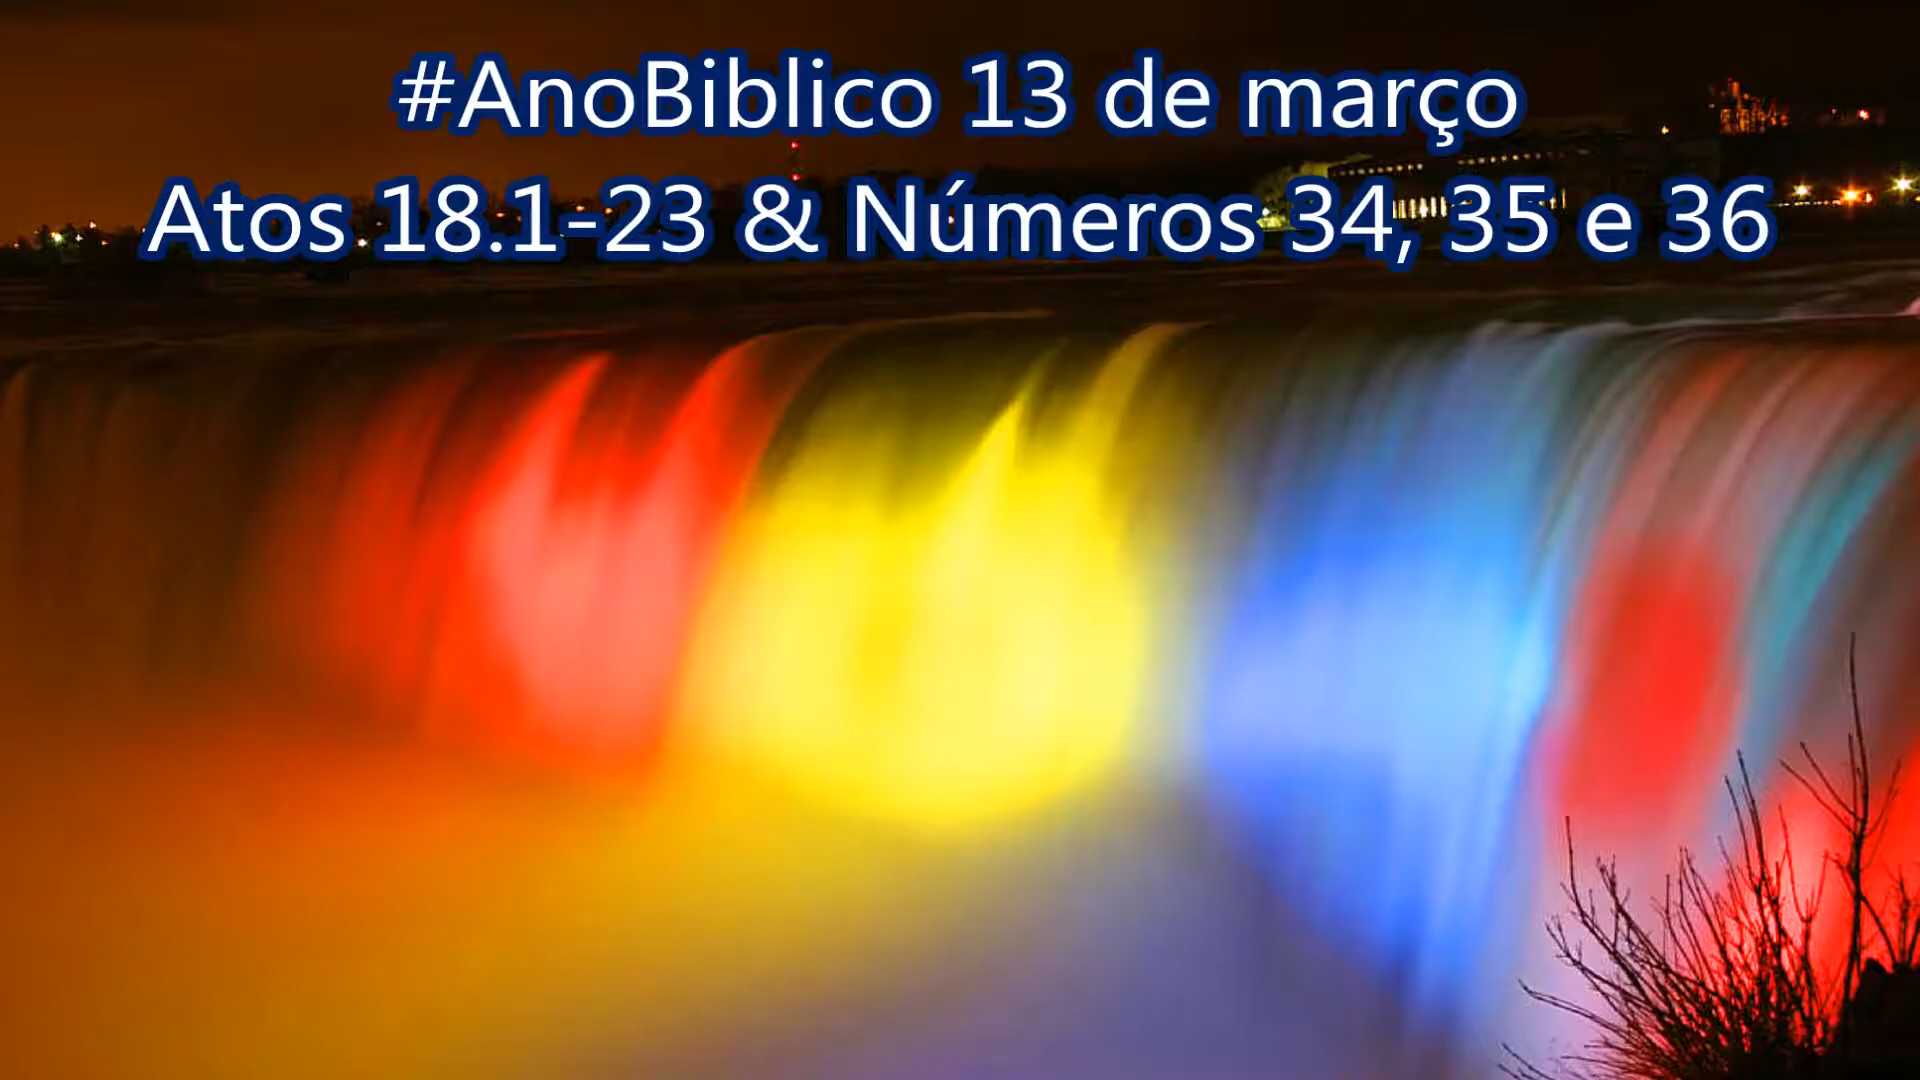 #AnoBiblico 13 de março
Atos 18.1-23 & Números 34, 35 e 36